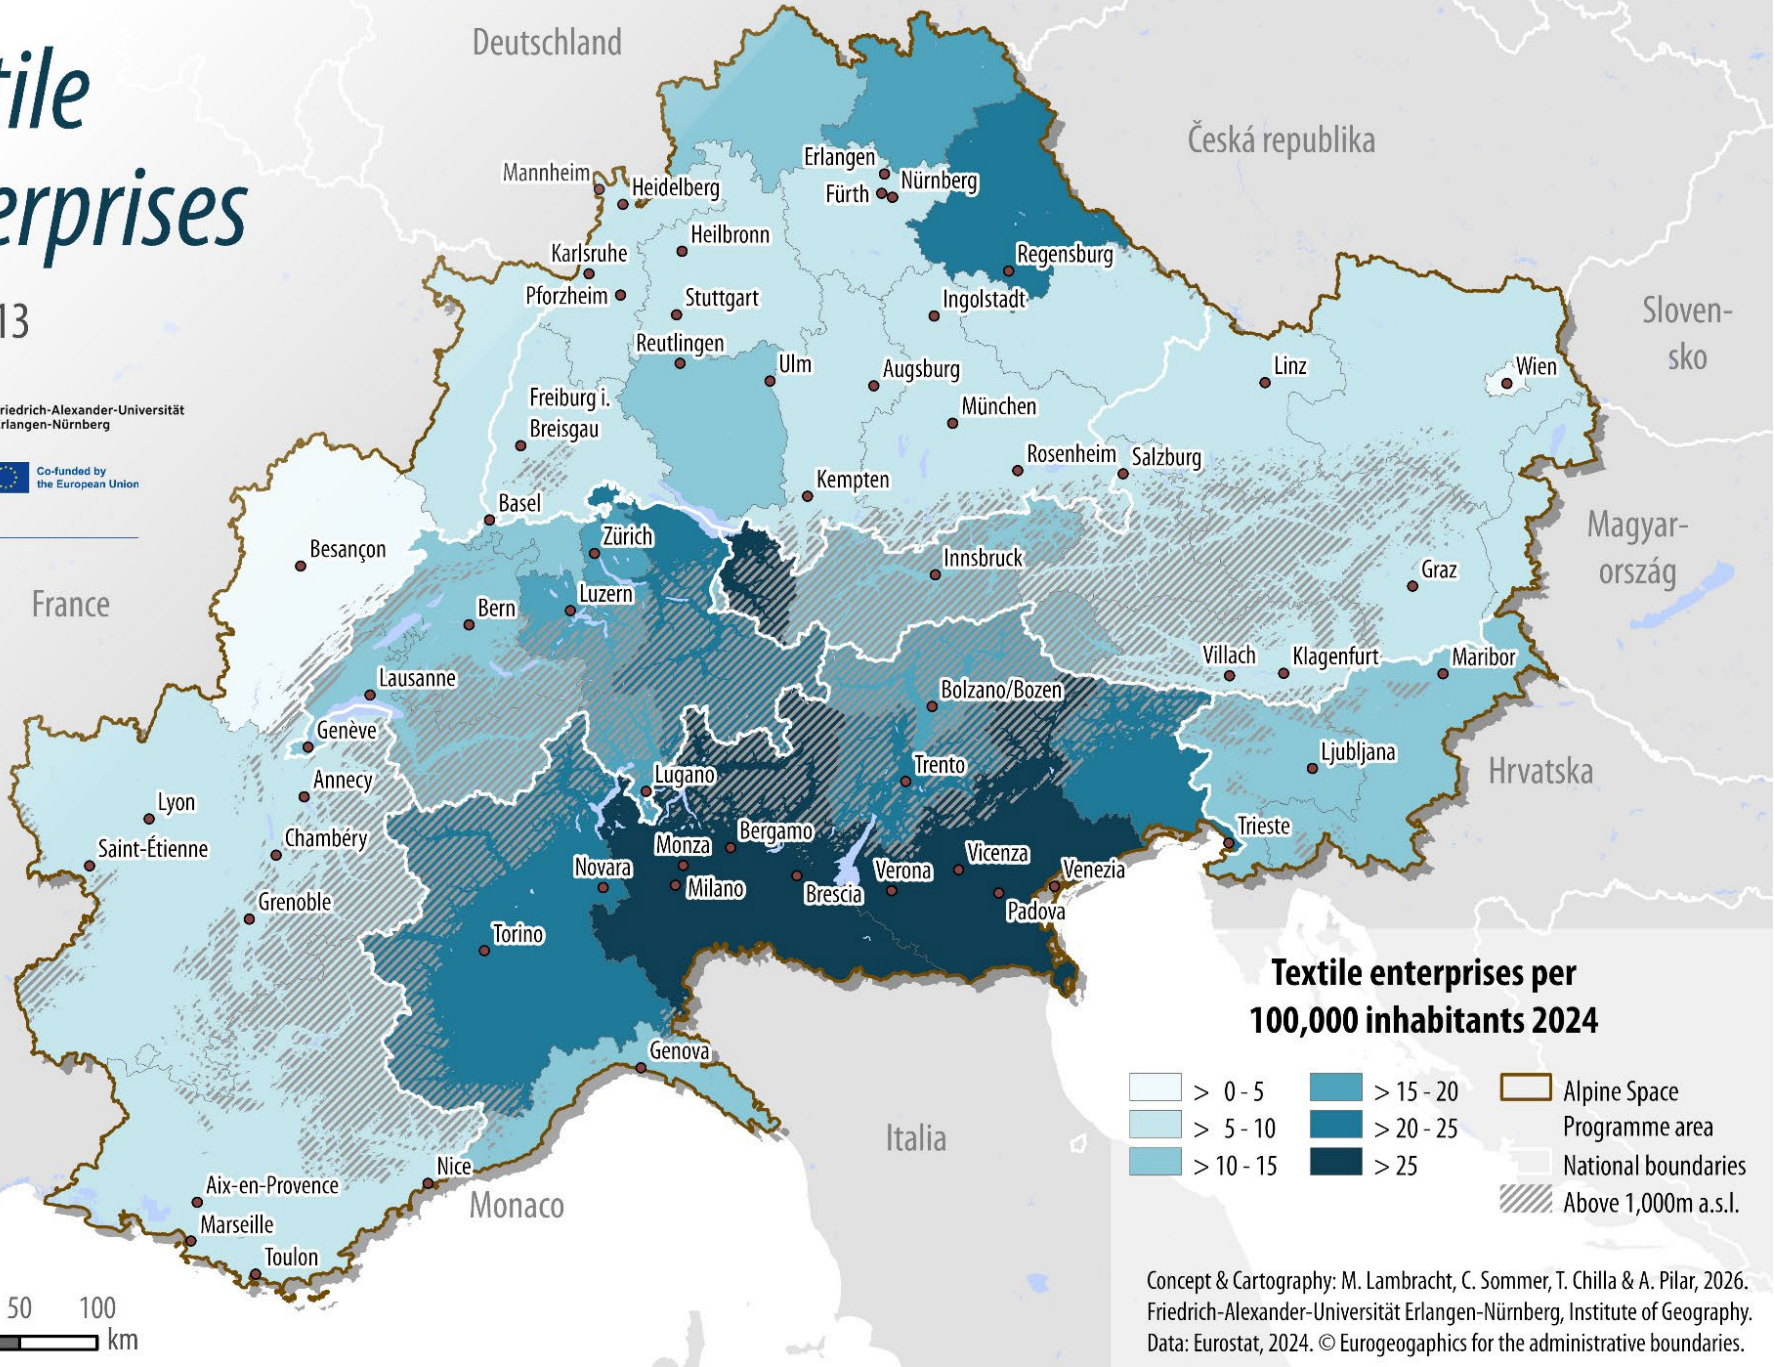 tile
erprises
13
Friedrich-Alexander-Universität
Erlangen-Nürnberg
Co-funded by
the European Union
Deutschland
Česká republika
Sloven-
sko
Magyar-
ország
Hrvatska
France
Italia
Monaco
Mannheim
Heidelberg
Erlangen
Fürth
Nürnberg
Heilbronn
Karlsruhe
Pforzheim
Stuttgart
Regensburg
Ingolstadt
Reutlingen
Ulm
Augsburg
Linz
Wien
Freiburg i.
Breisgau
München
Rosenheim
Salzburg
Kempten
Basel
Zürich
Besançon
Innsbruck
Graz
Luzern
Bern
Villach
Klagenfurt
Maribor
Lausanne
Bolzano/Bozen
Genève
Ljubljana
Annecy
Lugano
Trento
Lyon
Chambéry
Saint-Étienne
Bergamo
Monza
Novara
Milano
Brescia
Verona
Vicenza
Venezia
Padova
Trieste
Grenoble
Torino
Genova
Nice
Aix-en-Provence
Marseille
Toulon
Textile enterprises per
100,000 inhabitants 2024
> 0 - 5
> 5 - 10
> 10 - 15
> 15 - 20
> 20 - 25
> 25
Alpine Space
Programme area
National boundaries
Above 1,000m a.s.l.
50 100
km
Concept & Cartography: M. Lambracht, C. Sommer, T. Chilla & A. Pilar, 2026.
Friedrich-Alexander-Universität Erlangen-Nürnberg, Institute of Geography.
Data: Eurostat, 2024. © Eurogeogaphics for the administrative boundaries.